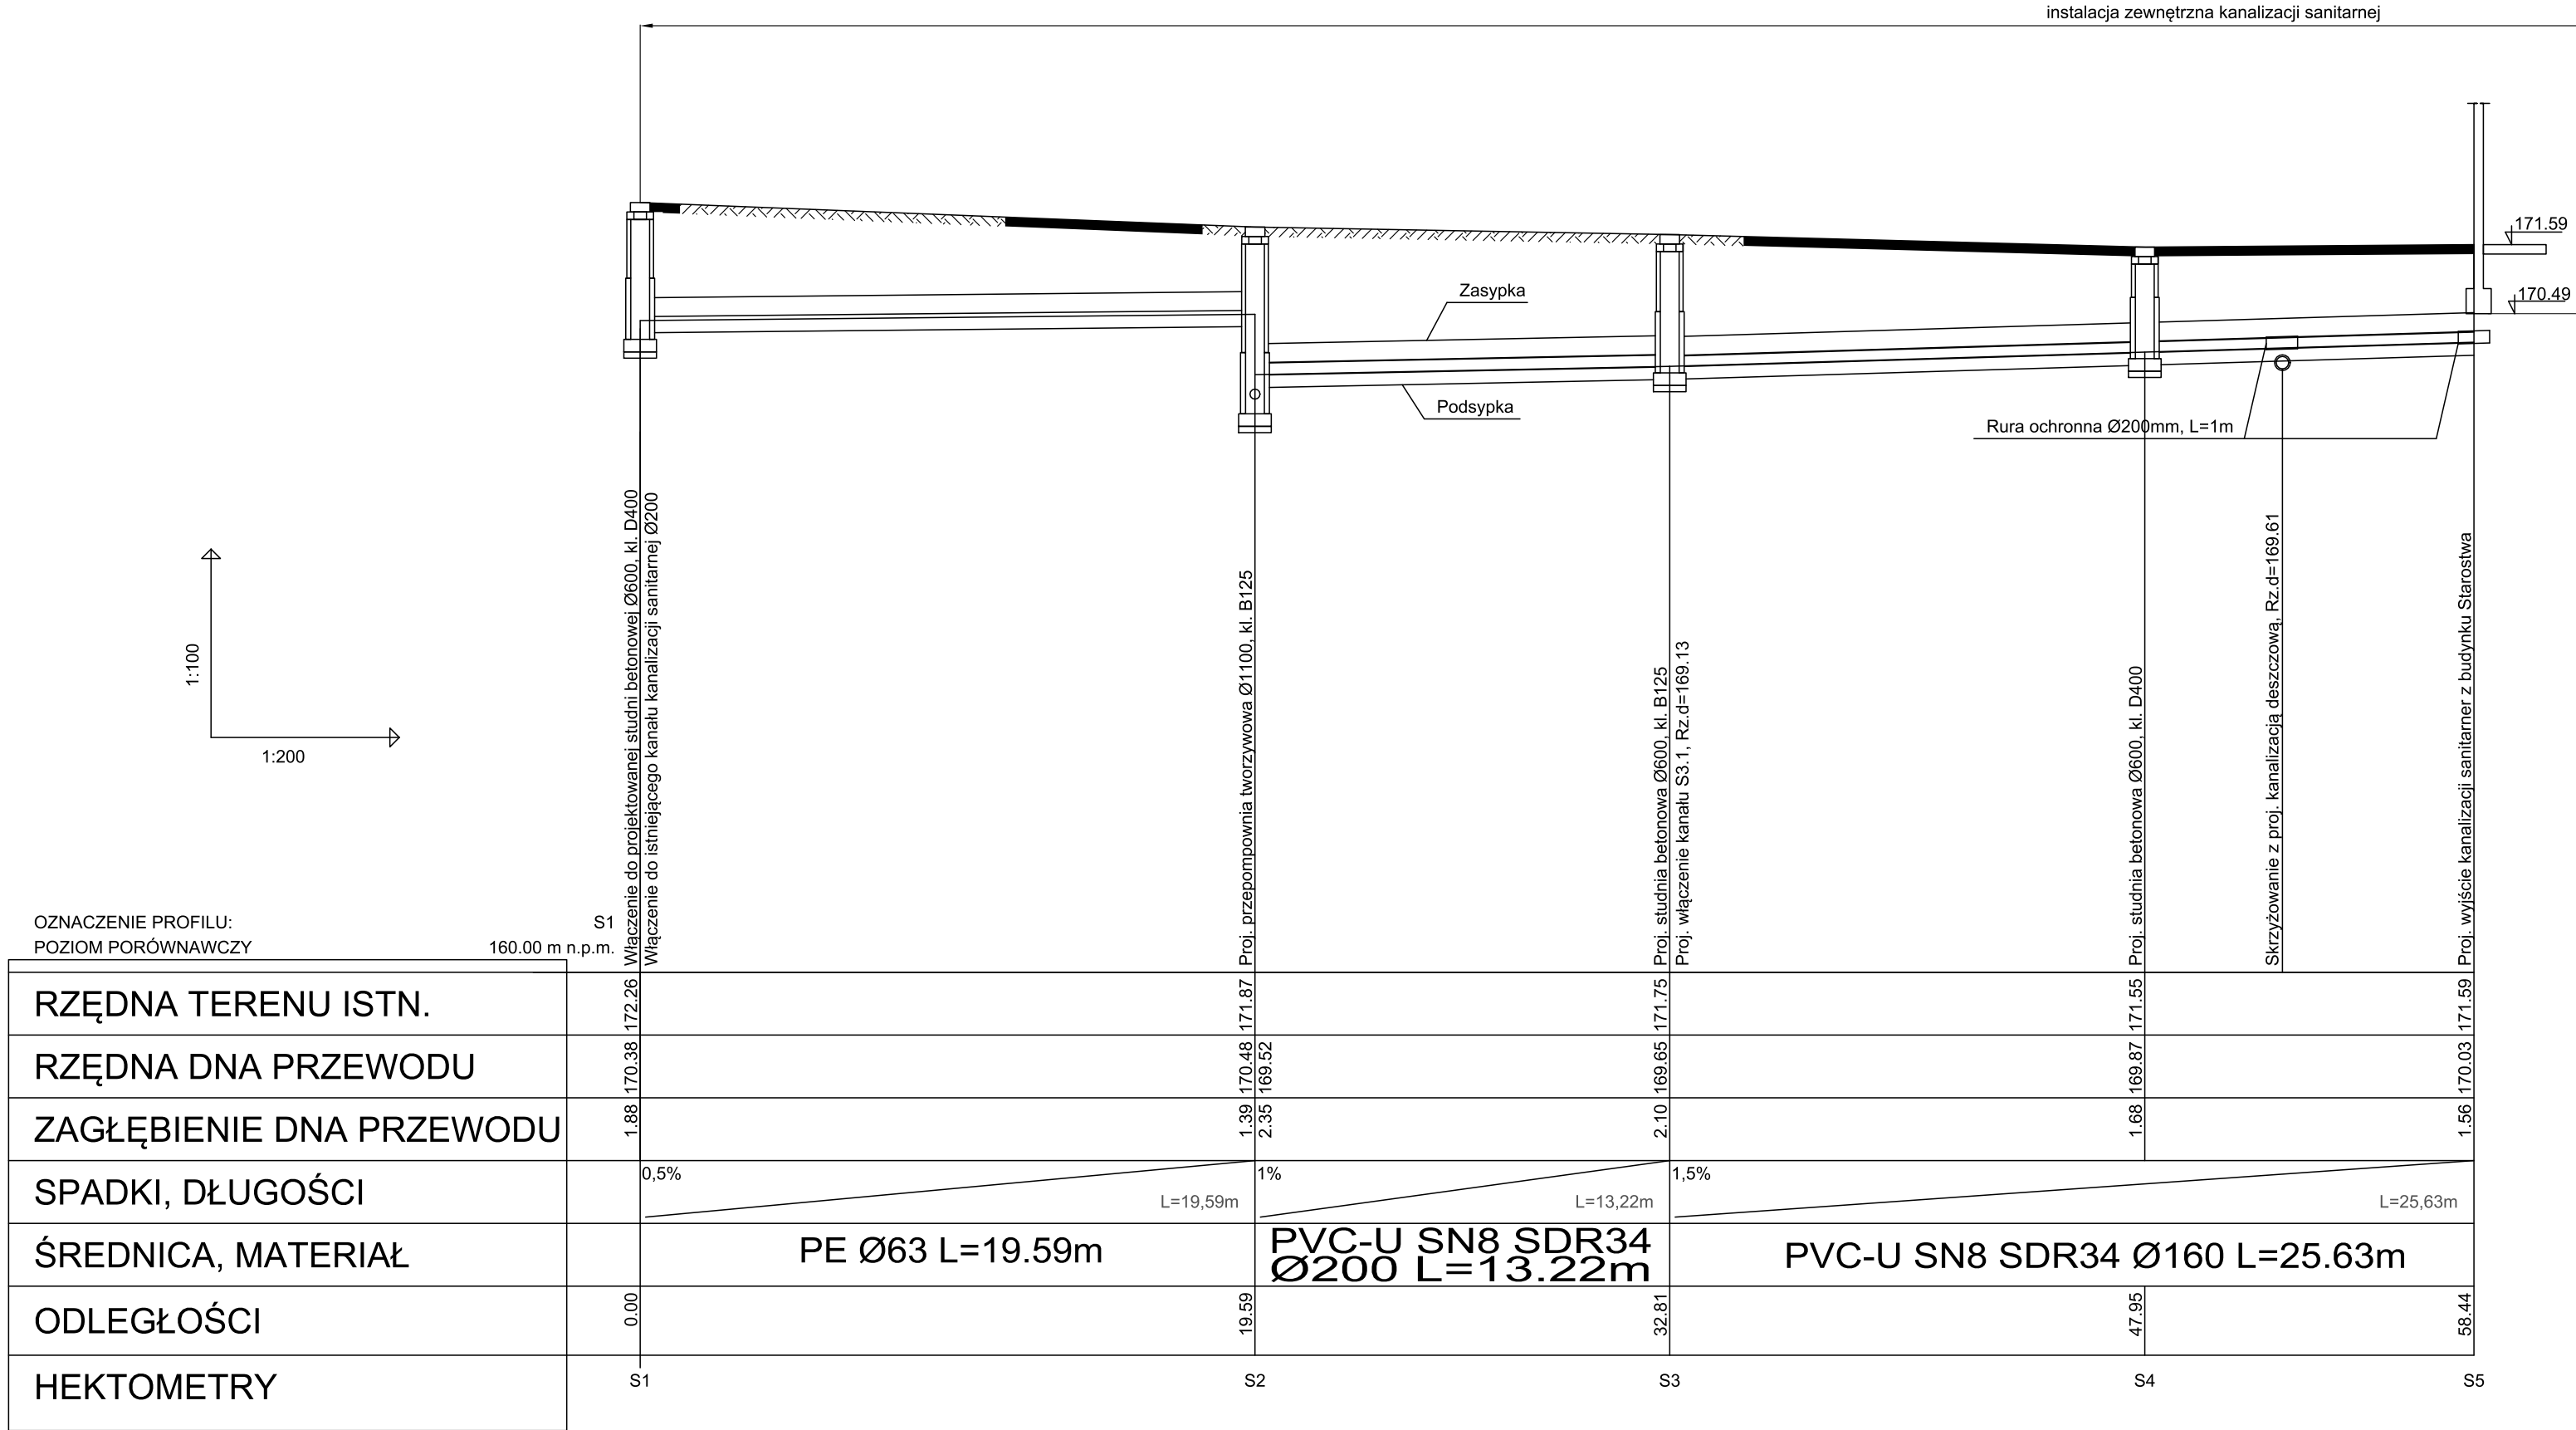 instalacja zewnętrzna kanalizacji sanitarnej
171.59
170.49
Zasypka
Podsypka
Rura ochronna Ø200mm, L=1m
1:100
1:200
Włączenie do projektowanej studni betonowej Ø600, kl. D400
Włączenie do istniejącego kanału kanalizacji sanitarnej Ø200
Proj. przepompownia tworzywowa Ø1100, kl. B125
Proj. studnia betonowa Ø600, kl. B125
Proj. włączenie kanału S3.1, Rz.d=169.13
Proj. studnia betonowa Ø600, kl. D400
Skrzyżowanie z proj. kanalizacją deszczową, Rz.d=169.61
Proj. wyjście kanalizacji sanitarner z budynku Starostwa
OZNACZENIE PROFILU: S1
POZIOM PORÓWNAWCZY 160.00 m n.p.m.
RZĘDNA TERENU ISTN. 172.26 171.87 171.75 171.55 171.59
RZĘDNA DNA PRZEWODU 170.38 170.48 169.52 169.65 169.87 170.03
ZAGŁĘBIENIE DNA PRZEWODU 1.88 1.39 2.35 2.10 1.68 1.56
SPADKI, DŁUGOŚCI 0,5% L=19,59m 1% L=13,22m 1,5% L=25,63m
ŚREDNICA, MATERIAŁ PE Ø63 L=19.59m
PVC-U SN8 SDR34
Ø200 L=13.22m
PVC-U SN8 SDR34 Ø160 L=25.63m
ODLEGŁOŚCI 0.00 19.59 32.81 47.95 58.44
HEKTOMETRY S1 S2 S3 S4 S5